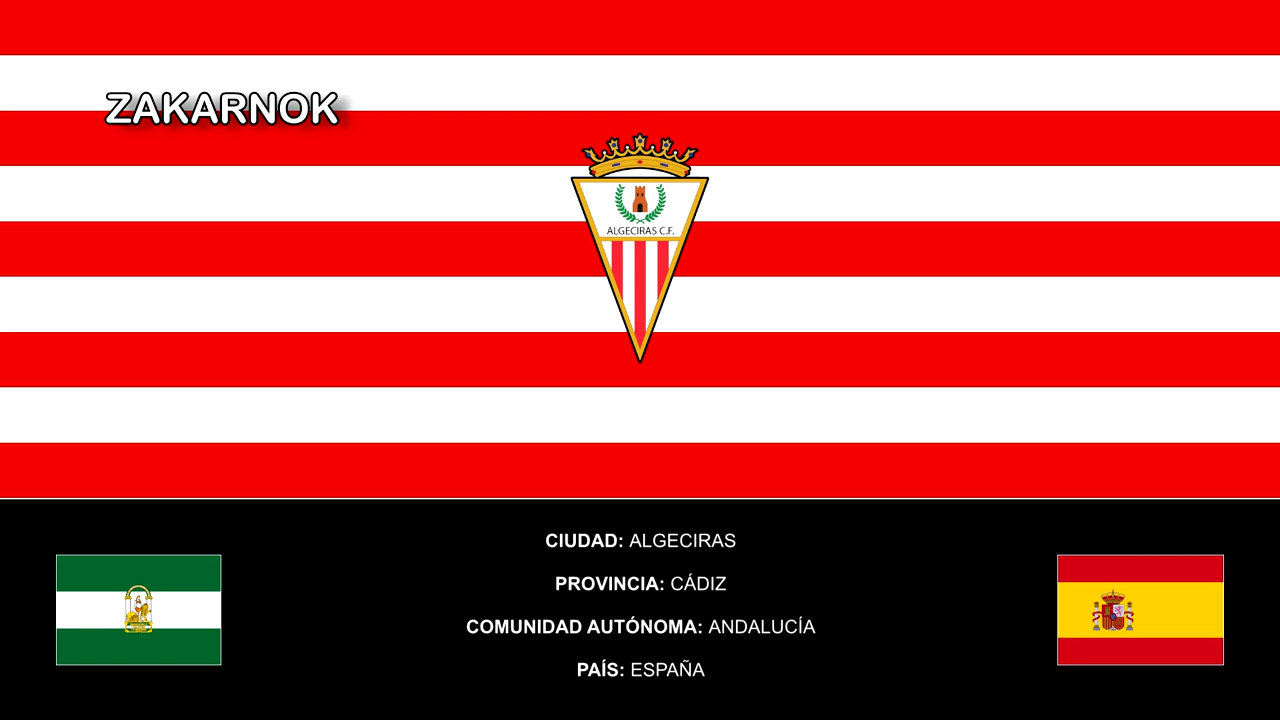 ZAKARNOK
ALGECIRAS C.F.
CIUDAD: ALGECIRAS
PROVINCIA: CÁDIZ
COMUNIDAD AUTÓNOMA: ANDALUCÍA
PAÍS: ESPAÑA